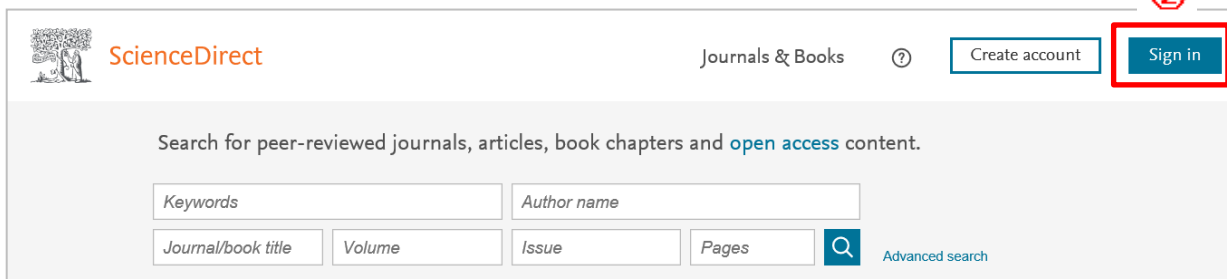 ScienceDirect
Journals & Books
?
Create account
Sign in
Search for peer-reviewed journals, articles, book chapters and open access content.
Keywords
Author name
Journal/book title
Volume
Issue
Pages
Advanced search